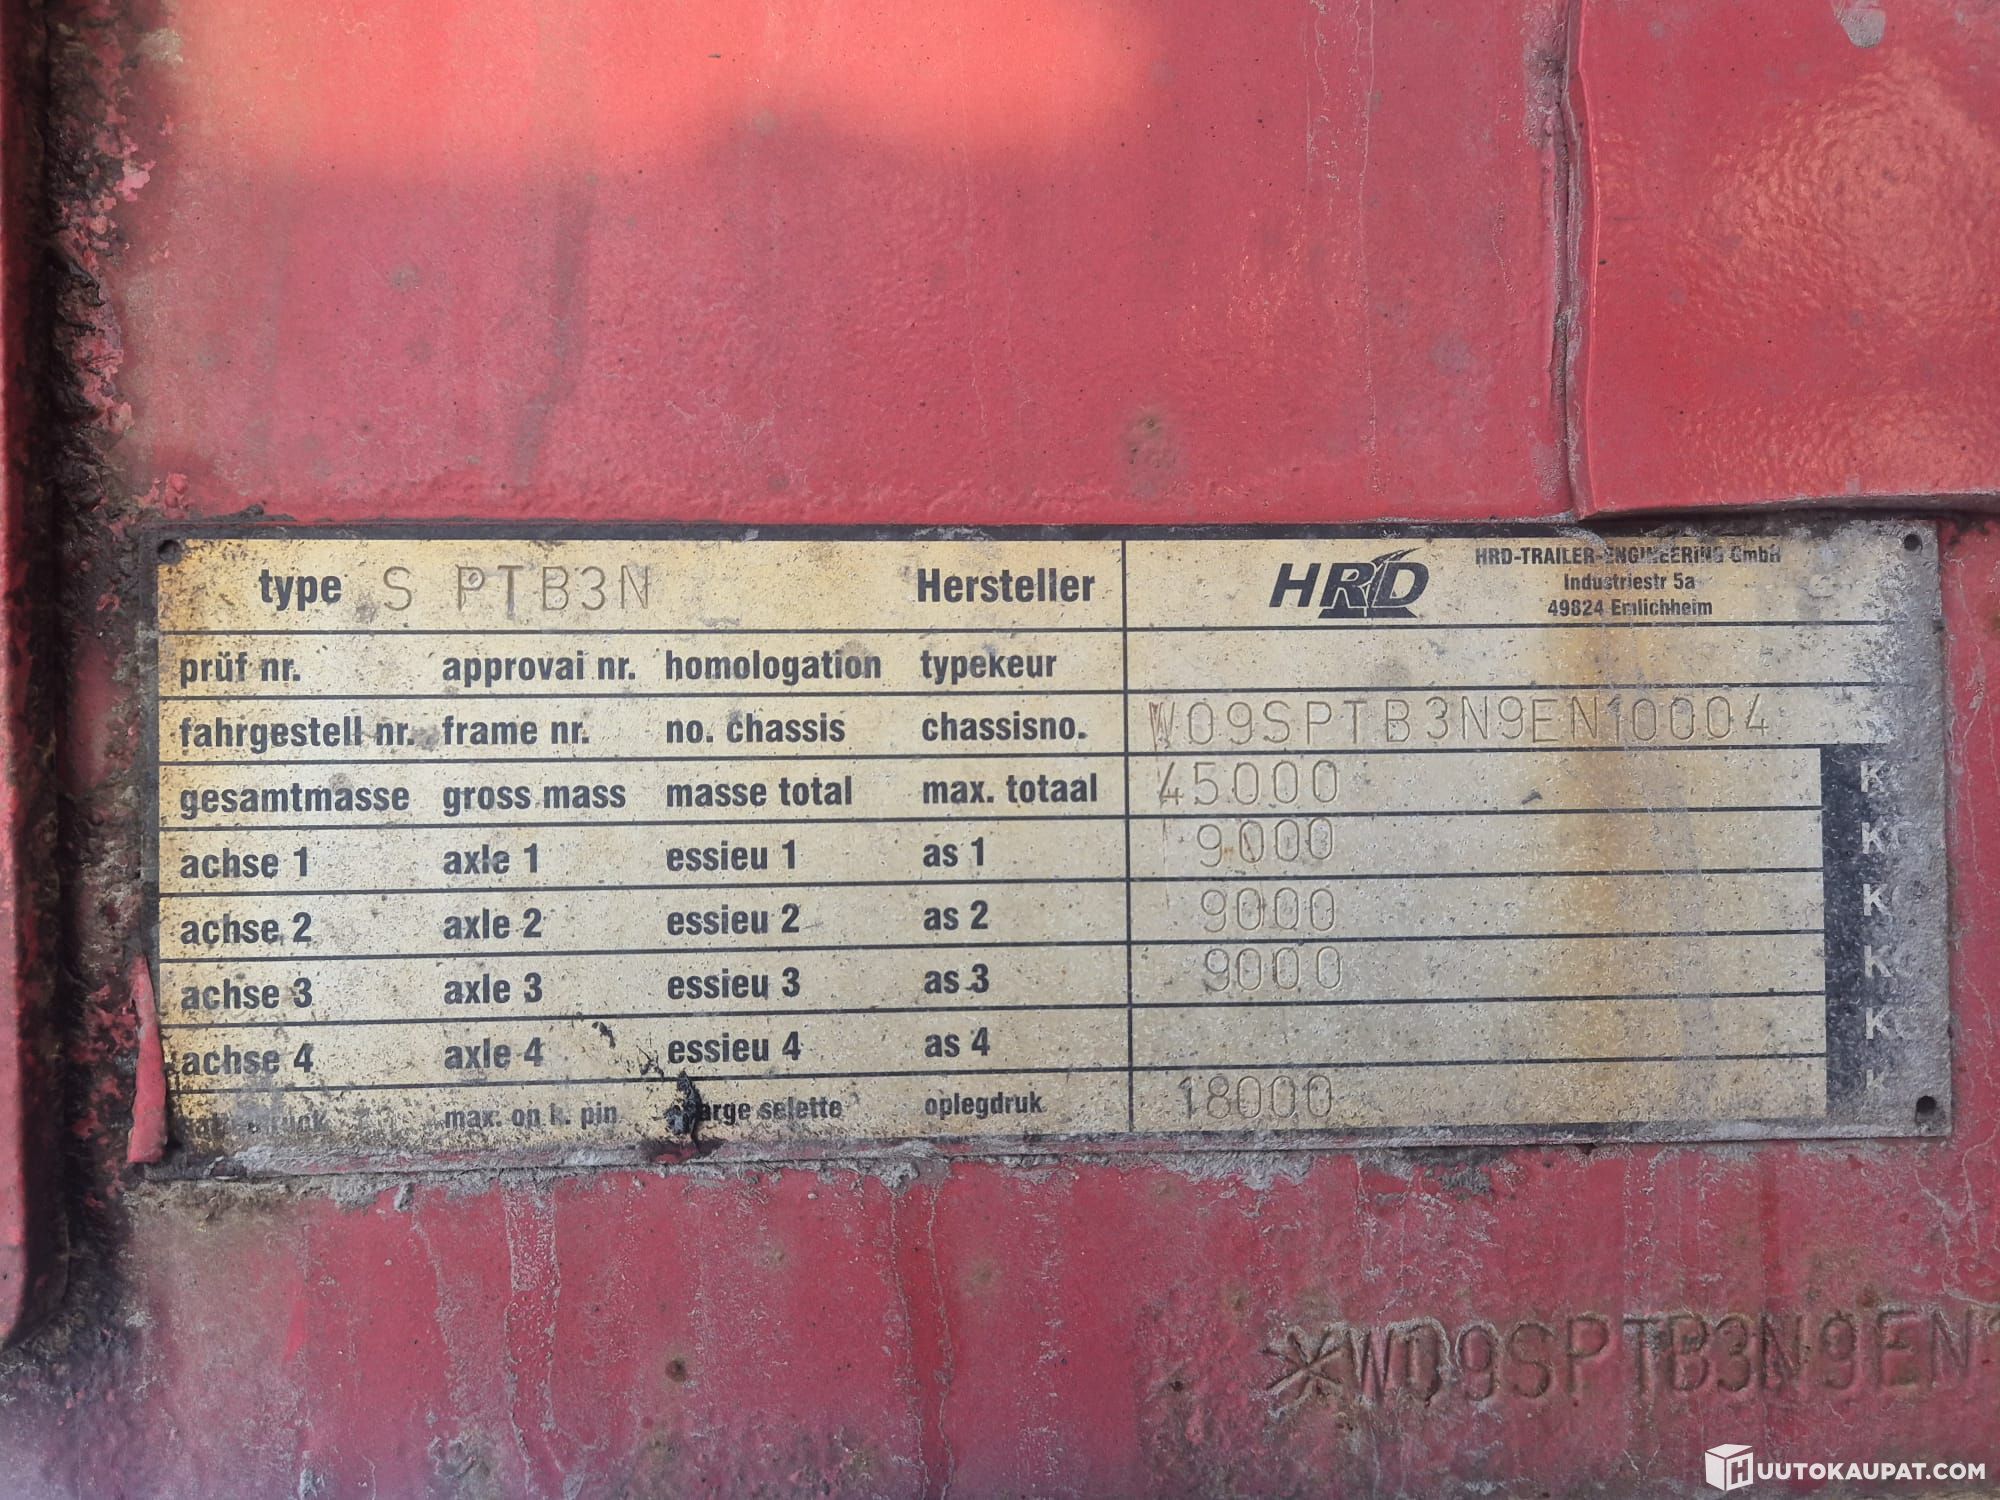 type S PTB3N Hersteller HRD HRD-TRAILER-ENGINEERING GmbH
Industriestr 5a
49824 Emlichheim
prüf nr. approvai nr. homologation typekeur
fahrgestell nr. frame nr. no. chassis chassisno. W09SPTB3N9EN10004
gesamtmasse gross mass masse total max. totaal 45000 K
achse 1 axle 1 essieu 1 as 1 9000 KG
achse 2 axle 2 essieu 2 as 2 9000 K
achse 3 axle 3 essieu 3 as 3 9000 K
achse 4 axle 4 essieu 4 as 4 K
max. on k. pin selette oplegdruk 18000 K
*W09SPTB3N9EN
HUUTOKAUPAT.COM